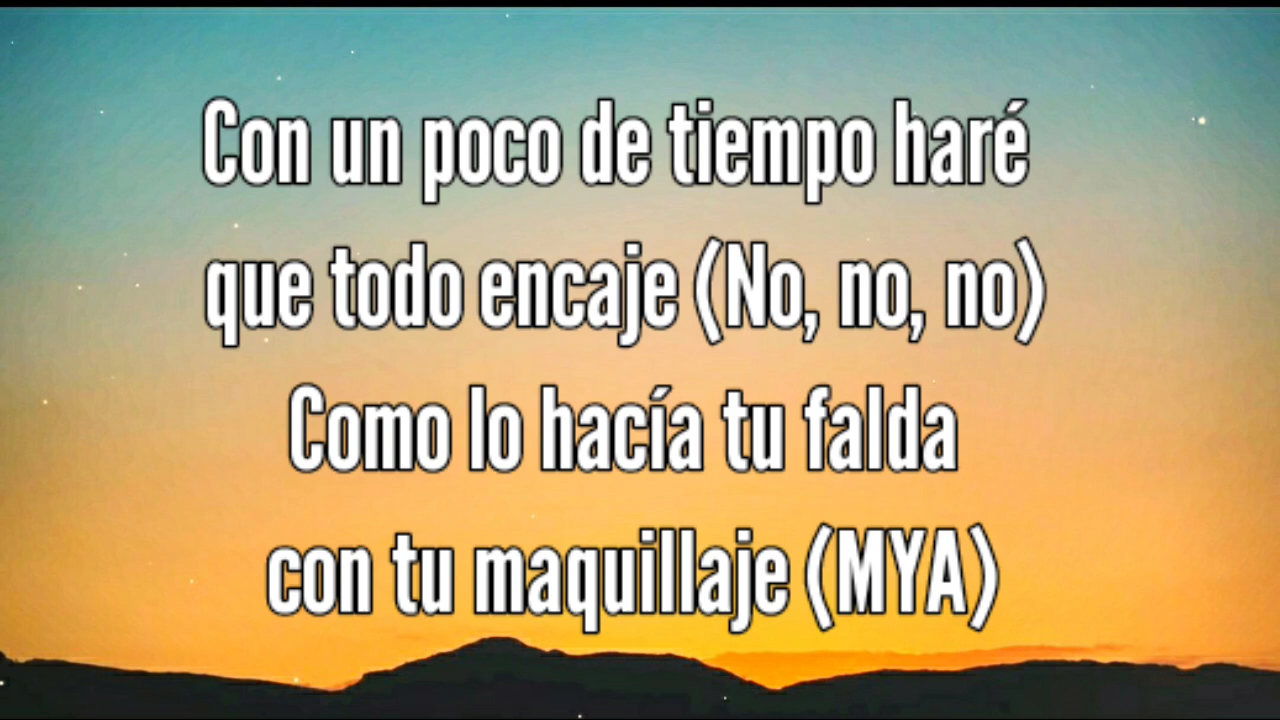 Con un poco de tiempo haré
que todo encaje (No, no, no)
Como lo hacía tu falda
con tu maquillaje (MYA)